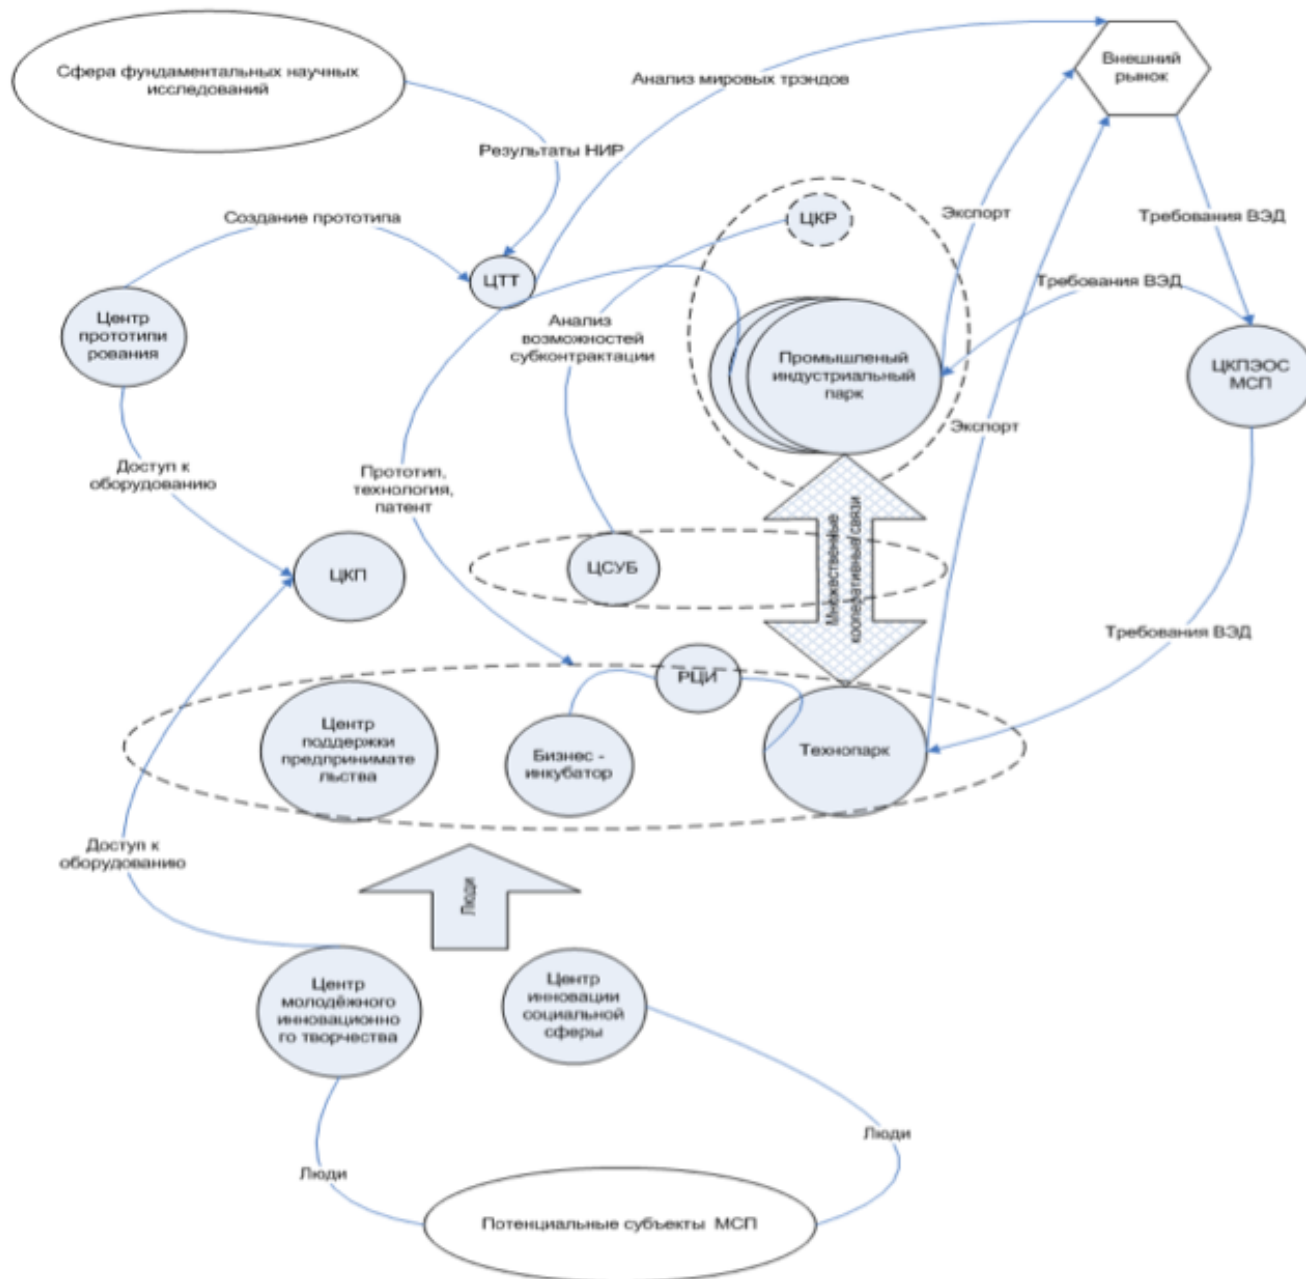 Сфера фундаментальных научных
исследований
Анализ мировых трэндов
Внешний
рынок
Результаты НИР
Создание прототипа
ЦКР
Экспорт
Требования ВЭД
ЦТТ
Требования ВЭД
Центр
прототипи
рования
Анализ
возможностей
субконтрактации
Промышленый
индустриальный
парк
ЦКПЭОС
МСП
Экспорт
Доступ к
оборудованию
Прототип,
технология,
патент
Множественные
кооперативные связи
ЦКП
ЦСУБ
Требования ВЭД
РЦИ
Центр
поддержки
предпринимате
льства
Бизнес -
инкубатор
Технопарк
Доступ к
оборудованию
Люди
Центр
молодёжного
инновационно
го творчества
Центр
инновации
социальной
сферы
Люди
Люди
Потенциальные субъекты МСП